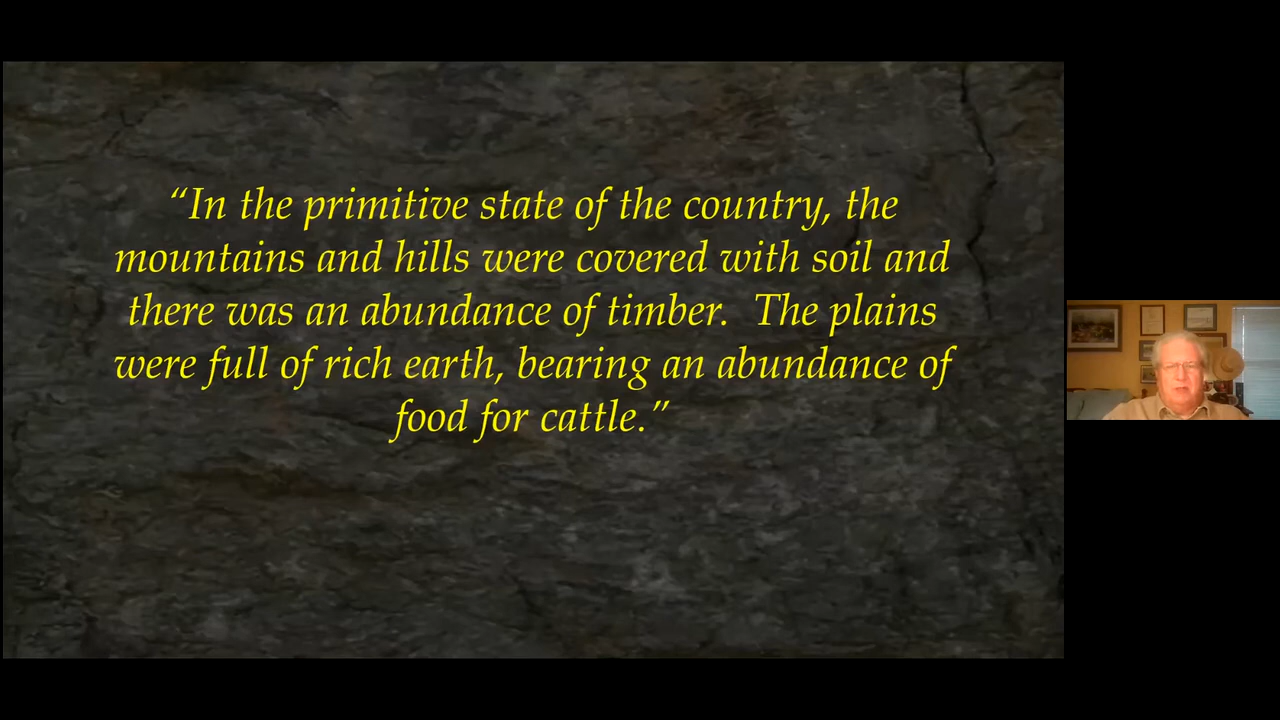 “In the primitive state of the country, the
mountains and hills were covered with soil and
there was an abundance of timber.  The plains
were full of rich earth, bearing an abundance of
food for cattle.”